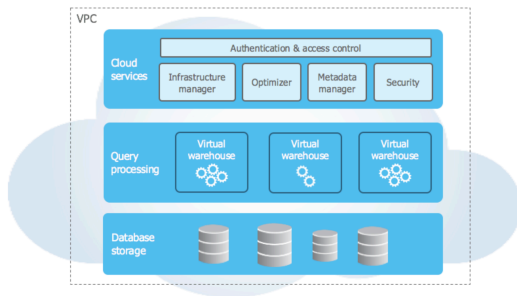 VPC
Cloud
services
Authentication & access control
Infrastructure
manager
Optimizer
Metadata
manager
Security
Query
processing
Virtual
warehouse
Virtual
warehouse
Virtual
warehouse
Database
storage